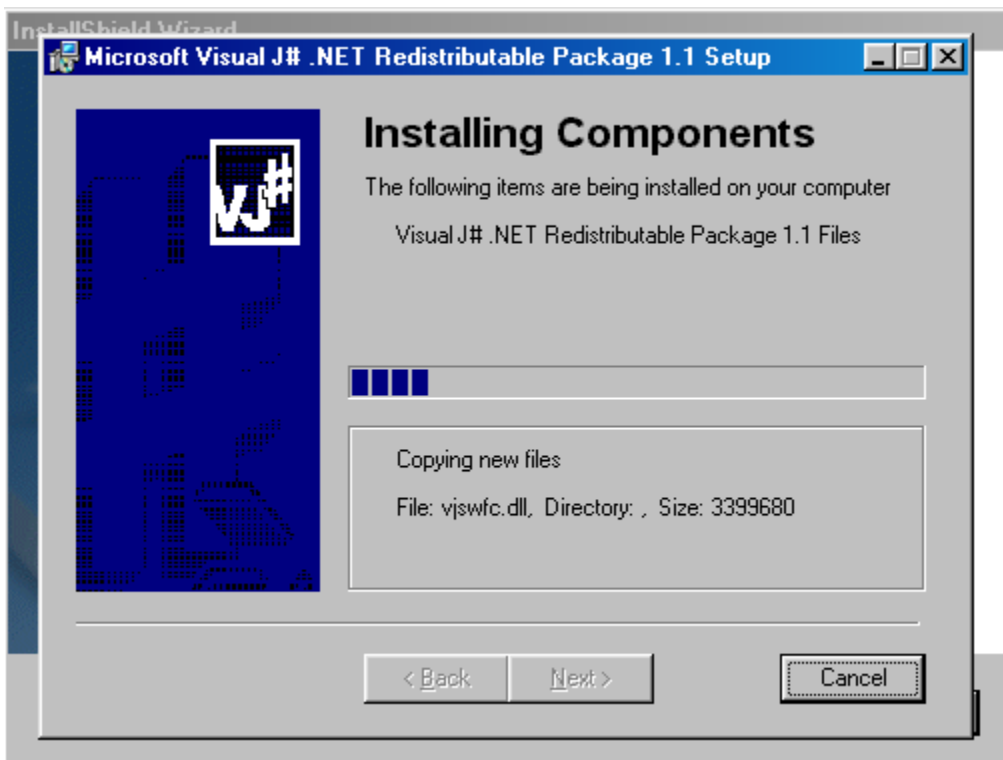 InstallShield Wizard
Microsoft Visual J# .NET Redistributable Package 1.1 Setup
VJ#
Installing Components
The following items are being installed on your computer
Visual J# .NET Redistributable Package 1.1 Files
Copying new files
File: vjswfc.dll, Directory: , Size: 3399680
< Back Next > Cancel